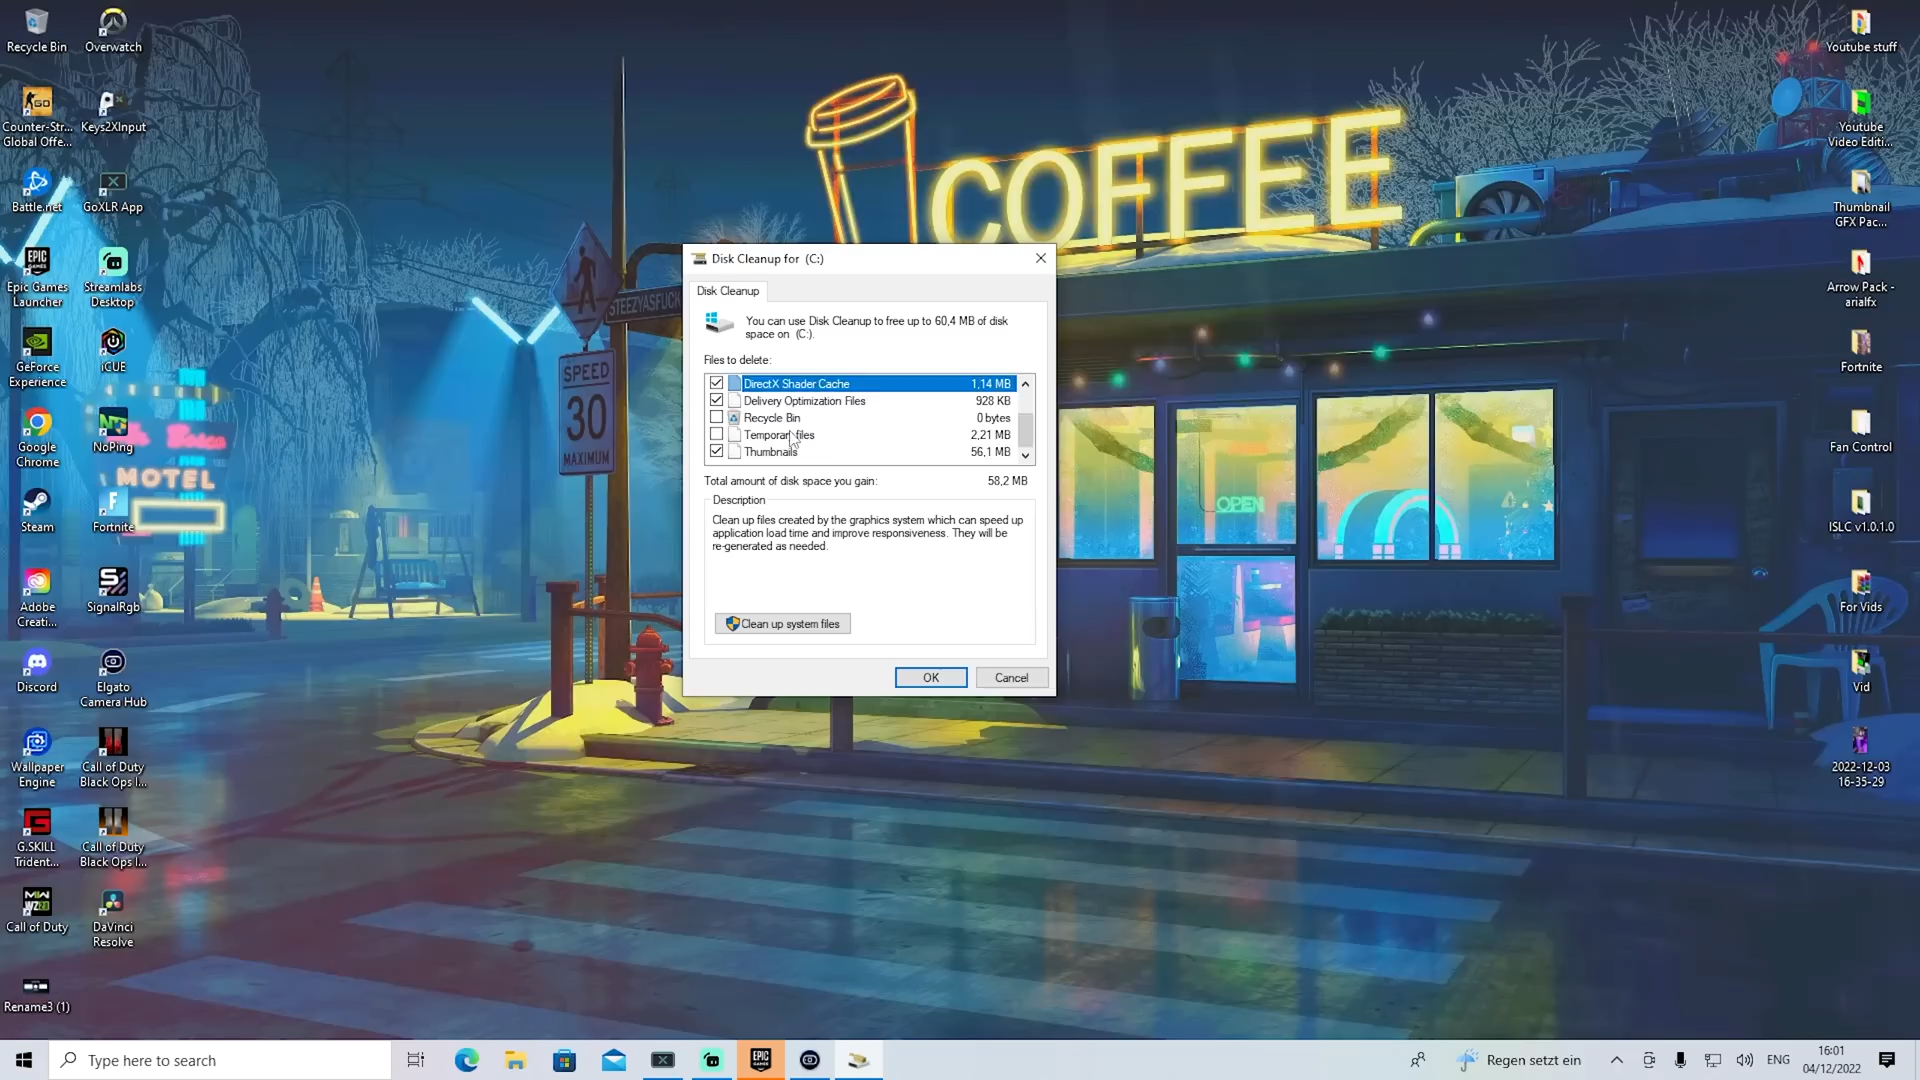 Recycle Bin
Overwatch
Counter-Str...
Global Offe...
Keys2XInput
Battle.net
GoXLR App
Epic Games
Launcher
Streamlabs
Desktop
GeForce
Experience
iCUE
Google
Chrome
NoPing
Steam
Fortnite
Adobe
Creati...
SignalRgb
Discord
Elgato
Camera Hub
Wallpaper
Engine
Call of Duty
Black Ops I...
G.SKILL
Trident...
Call of Duty
Black Ops I...
Call of Duty
DaVinci
Resolve
Rename3 (1)
MOTEL
SPEED
30
MAXIMUM
STEEZYASFUCK
COFFEE
OPEN
Disk Cleanup for (C:)
Disk Cleanup
You can use Disk Cleanup to free up to 60,4 MB of disk
space on (C:).
Files to delete:
DirectX Shader Cache 1,14 MB
Delivery Optimization Files 928 KB
Recycle Bin 0 bytes
Temporary files 2,21 MB
Thumbnails 56,1 MB
Total amount of disk space you gain: 58,2 MB
Description
Clean up files created by the graphics system which can speed up
application load time and improve responsiveness. They will be
re-generated as needed.
Clean up system files
OK
Cancel
Youtube stuff
Youtube
Video Editi...
Thumbnail
GFX Pac...
Arrow Pack -
arialfx
Fortnite
Fan Control
ISLC v1.0.1.0
For Vids
Vid
2022-12-03
16-35-29
Type here to search
EPIC
GAMES
Regen setzt ein
ENG
16:01
04/12/2022